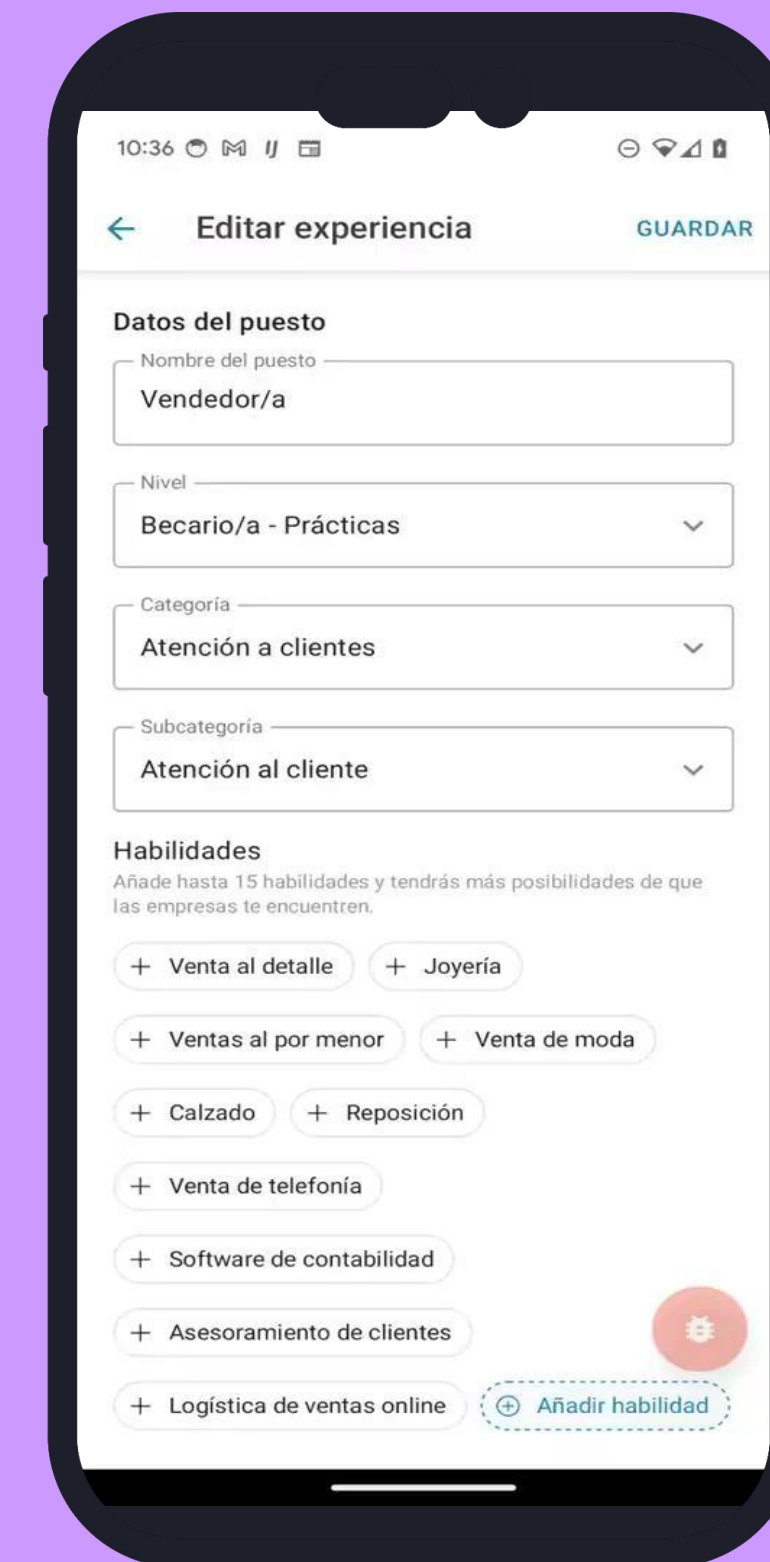 10:36
Editar experiencia GUARDAR
Datos del puesto
Nombre del puesto
Vendedor/a
Nivel
Becario/a - Prácticas
Categoría
Atención a clientes
Subcategoría
Atención al cliente
Habilidades
Añade hasta 15 habilidades y tendrás más posibilidades de que
las empresas te encuentren.
+ Venta al detalle + Joyería
+ Ventas al por menor + Venta de moda
+ Calzado + Reposición
+ Venta de telefonía
+ Software de contabilidad
+ Asesoramiento de clientes
+ Logística de ventas online Añadir habilidad